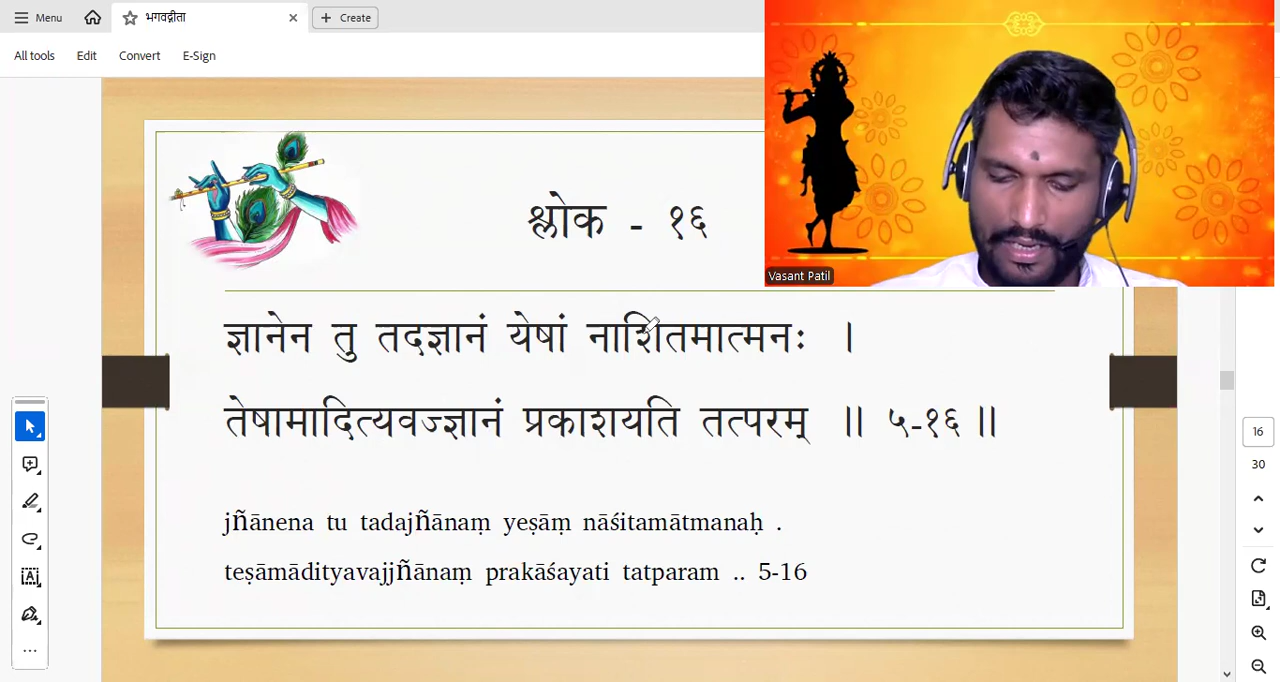 Menu
भगवद्गीता
Create
All tools Edit Convert E-Sign
Vasant Patil
श्लोक - १६
ज्ञानेन तु तदज्ञानं येषां नाशितमात्मनः ।
तेषामादित्यवज्ज्ञानं प्रकाशयति तत्परम् ॥ ५-१६ ॥
jñānena tu tadajñānaṃ yeṣāṃ nāśitamātmanaḥ .
teṣāmādityavajjñānaṃ prakāśayati tatparam .. 5-16
16
30